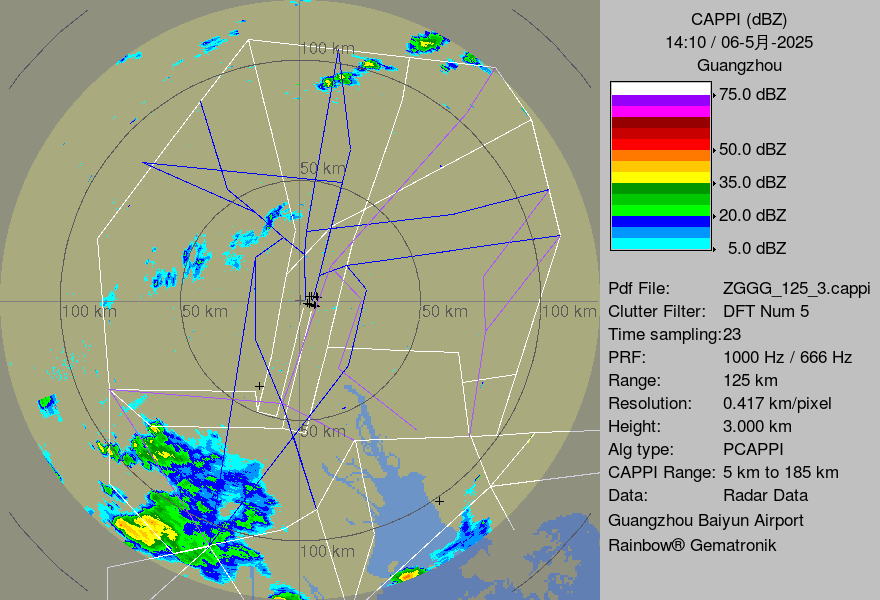 CAPPI (dBZ)
14:10 / 06-5月-2025
Guangzhou
75.0 dBZ
50.0 dBZ
35.0 dBZ
20.0 dBZ
5.0 dBZ
Pdf File: ZGGG_125_3.cappi
Clutter Filter: DFT Num 5
Time sampling:23
PRF: 1000 Hz / 666 Hz
Range: 125 km
Resolution: 0.417 km/pixel
Height: 3.000 km
Alg type: PCAPPI
CAPPI Range: 5 km to 185 km
Data: Radar Data
Guangzhou Baiyun Airport
Rainbow® Gematronik
100 km
50 km
100 km
50 km
50 km
100 km
50 km
100 km